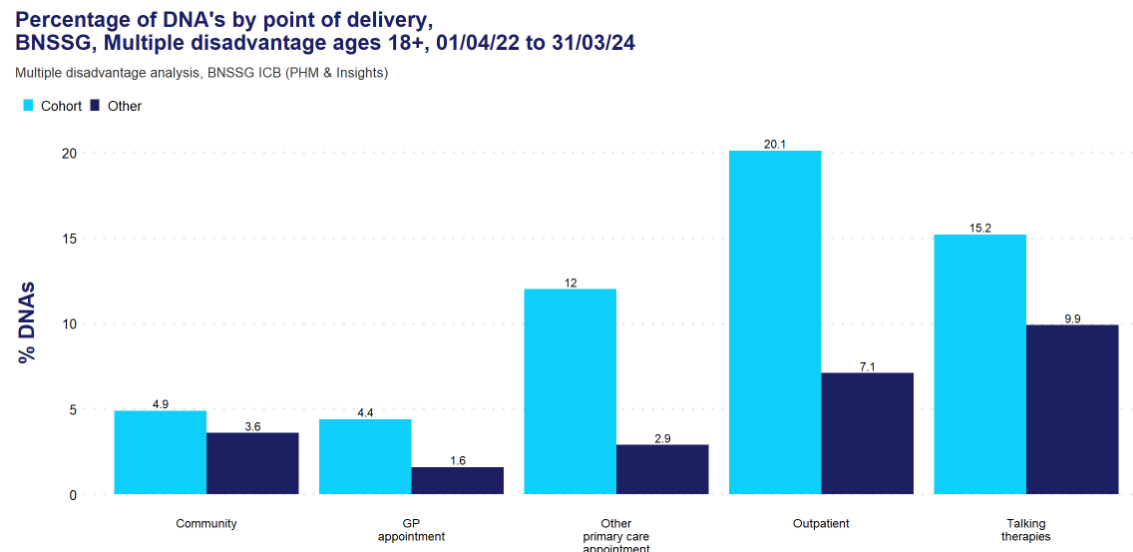 Percentage of DNA's by point of delivery,
BNSSG, Multiple disadvantage ages 18+, 01/04/22 to 31/03/24
Multiple disadvantage analysis, BNSSG ICB (PHM & Insights)
Cohort Other
% DNAs
20
15
10
5
0
4.9
3.6
4.4
1.6
12
2.9
20.1
7.1
15.2
9.9
Community
GP
appointment
Other
primary care
appointment
Outpatient
Talking
therapies